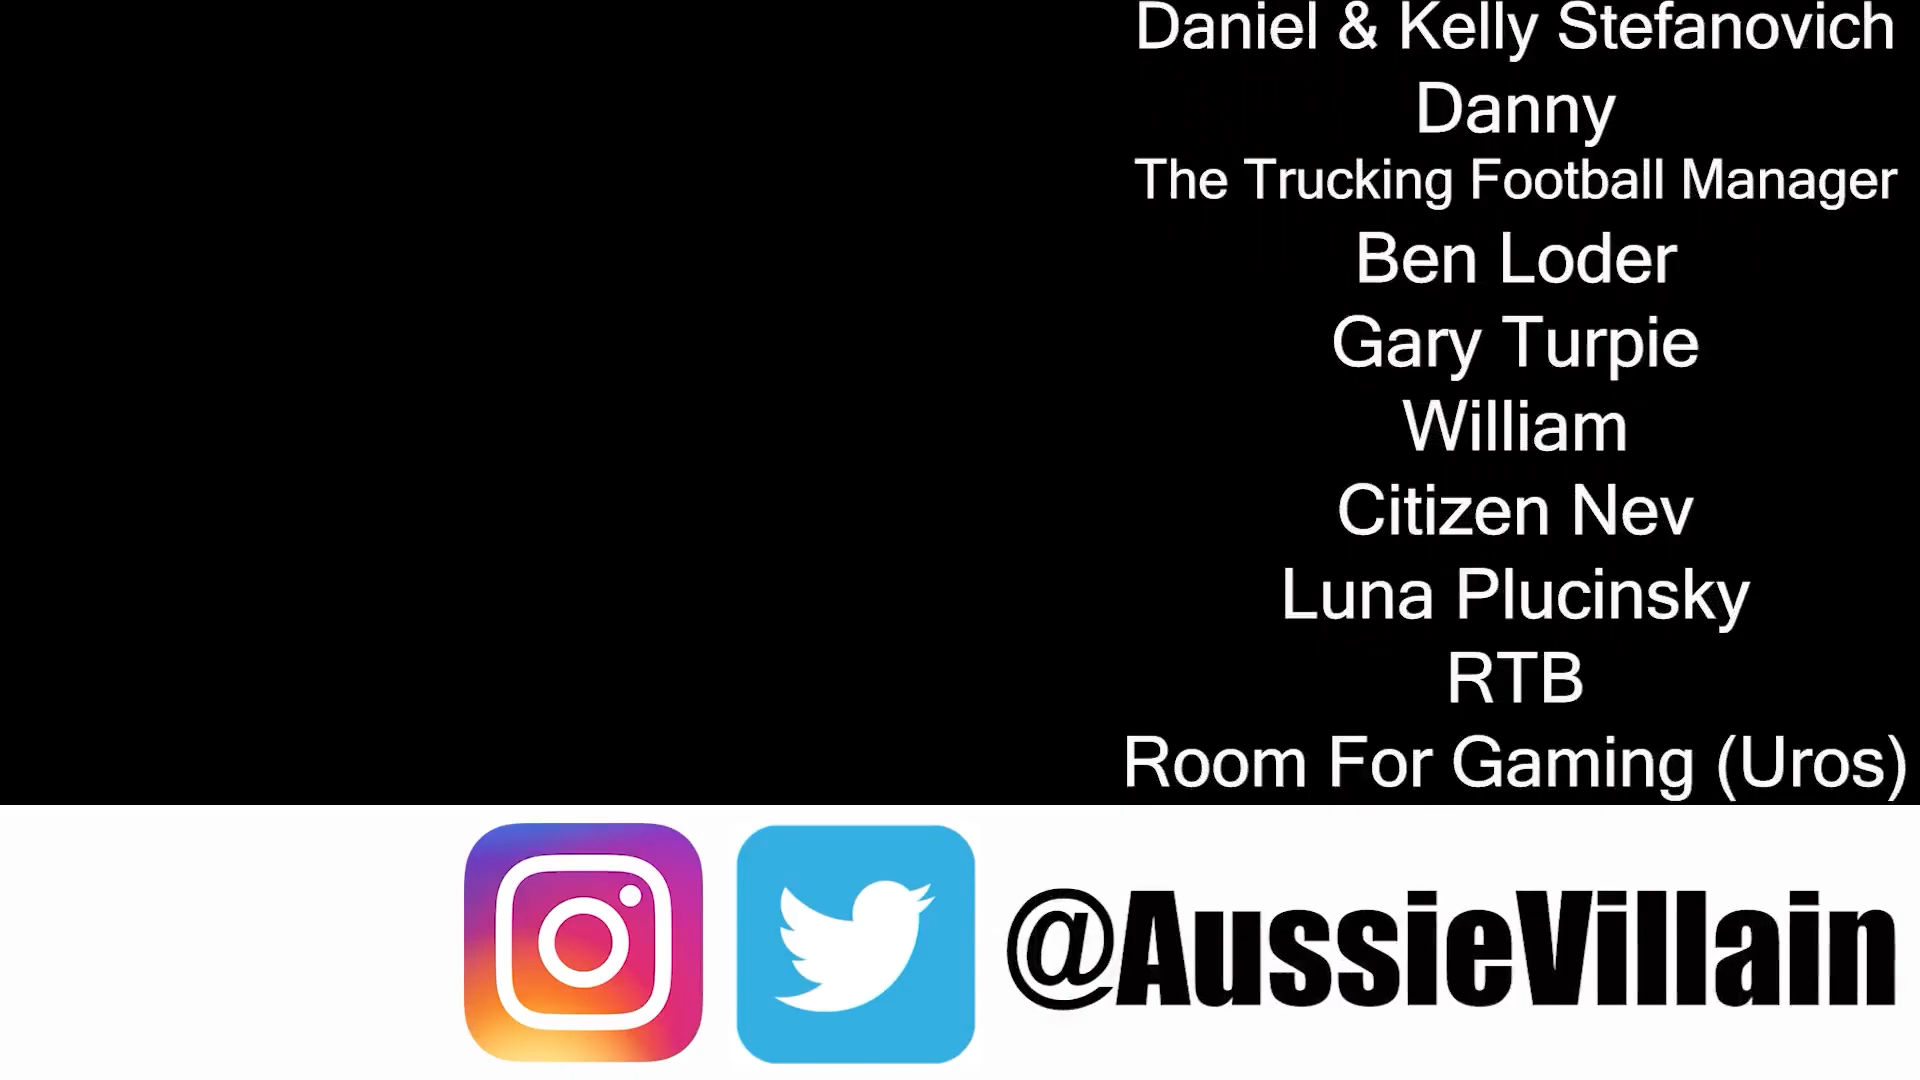 Daniel & Kelly Stefanovich
Danny
The Trucking Football Manager
Ben Loder
Gary Turpie
William
Citizen Nev
Luna Plucinsky
RTB
Room For Gaming (Uros)
@AussieVillain